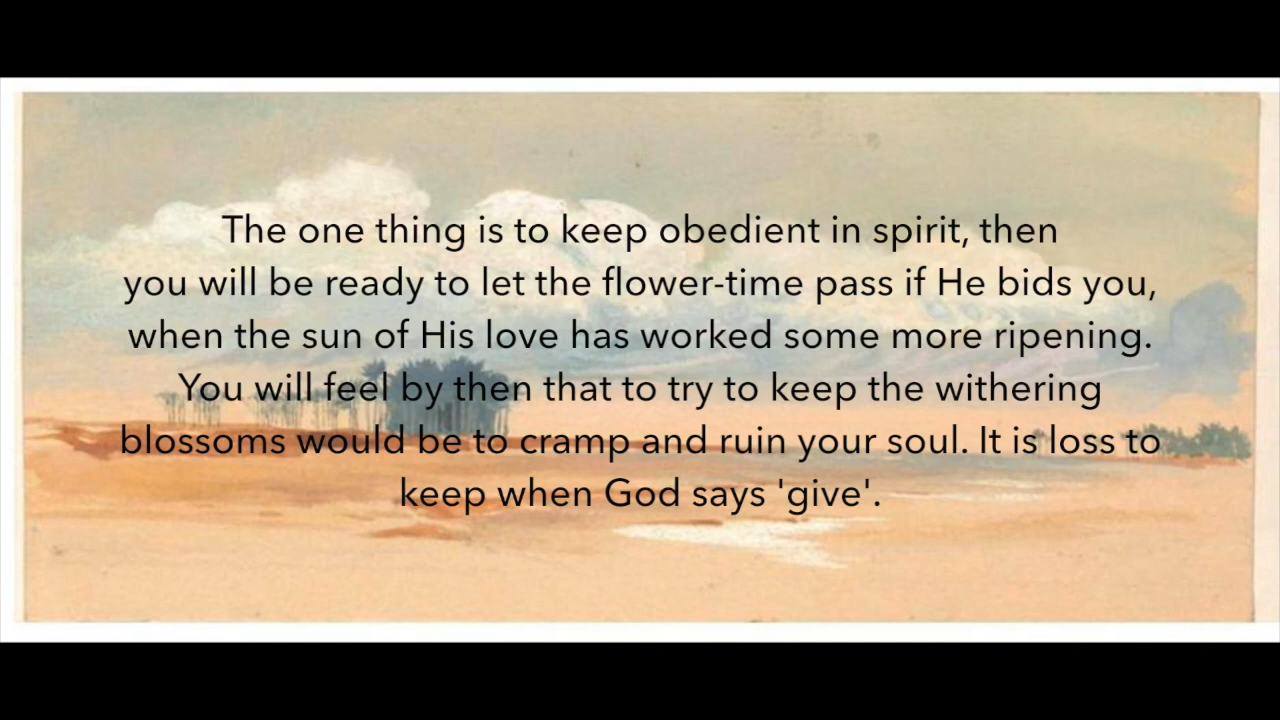 The one thing is to keep obedient in spirit, then
you will be ready to let the flower-time pass if He bids you,
when the sun of His love has worked some more ripening.
You will feel by then that to try to keep the withering
blossoms would be to cramp and ruin your soul. It is loss to
keep when God says 'give'.